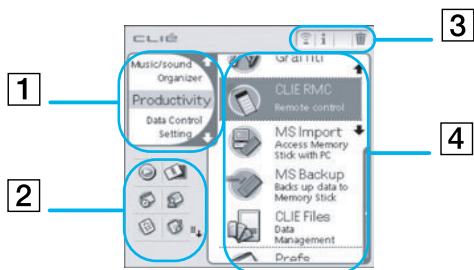 CLIÉ
3
1
Music/sound
Organizer
Productivity
Data Control
Setting
2
4
Graffiti
CLIE RMC
Remote control
MS Import
Access Memory
Stick with PC
MS Backup
Backs up data to
Memory Stick
CLIE Files
Data
Management
Prefs